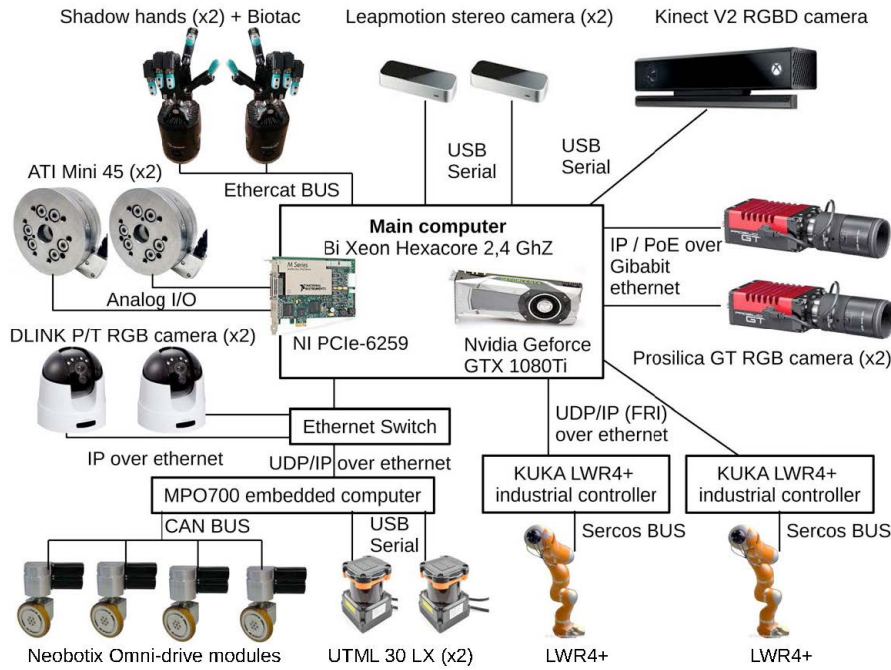 Shadow hands (x2) + Biotac
Leapmotion stereo camera (x2)
Kinect V2 RGBD camera
USB
Serial
USB
Serial
ATI Mini 45 (x2)
Ethercat BUS
Main computer
Bi Xeon Hexacore 2,4 GhZ
IP / PoE over
Gibabit
ethernet
GT
M Series
NATIONAL
INSTRUMENTS
Analog I/O
NI PCIe-6259
Nvidia Geforce
GTX 1080Ti
GT
DLINK P/T RGB camera (x2)
Prosilica GT RGB camera (x2)
Ethernet Switch
UDP/IP (FRI)
over ethernet
IP over ethernet
UDP/IP over ethernet
MPO700 embedded computer
KUKA LWR4+
industrial controller
KUKA LWR4+
industrial controller
CAN BUS
USB
Serial
Sercos BUS
Sercos BUS
Neobotix Omni-drive modules
UTML 30 LX (x2)
LWR4+
LWR4+